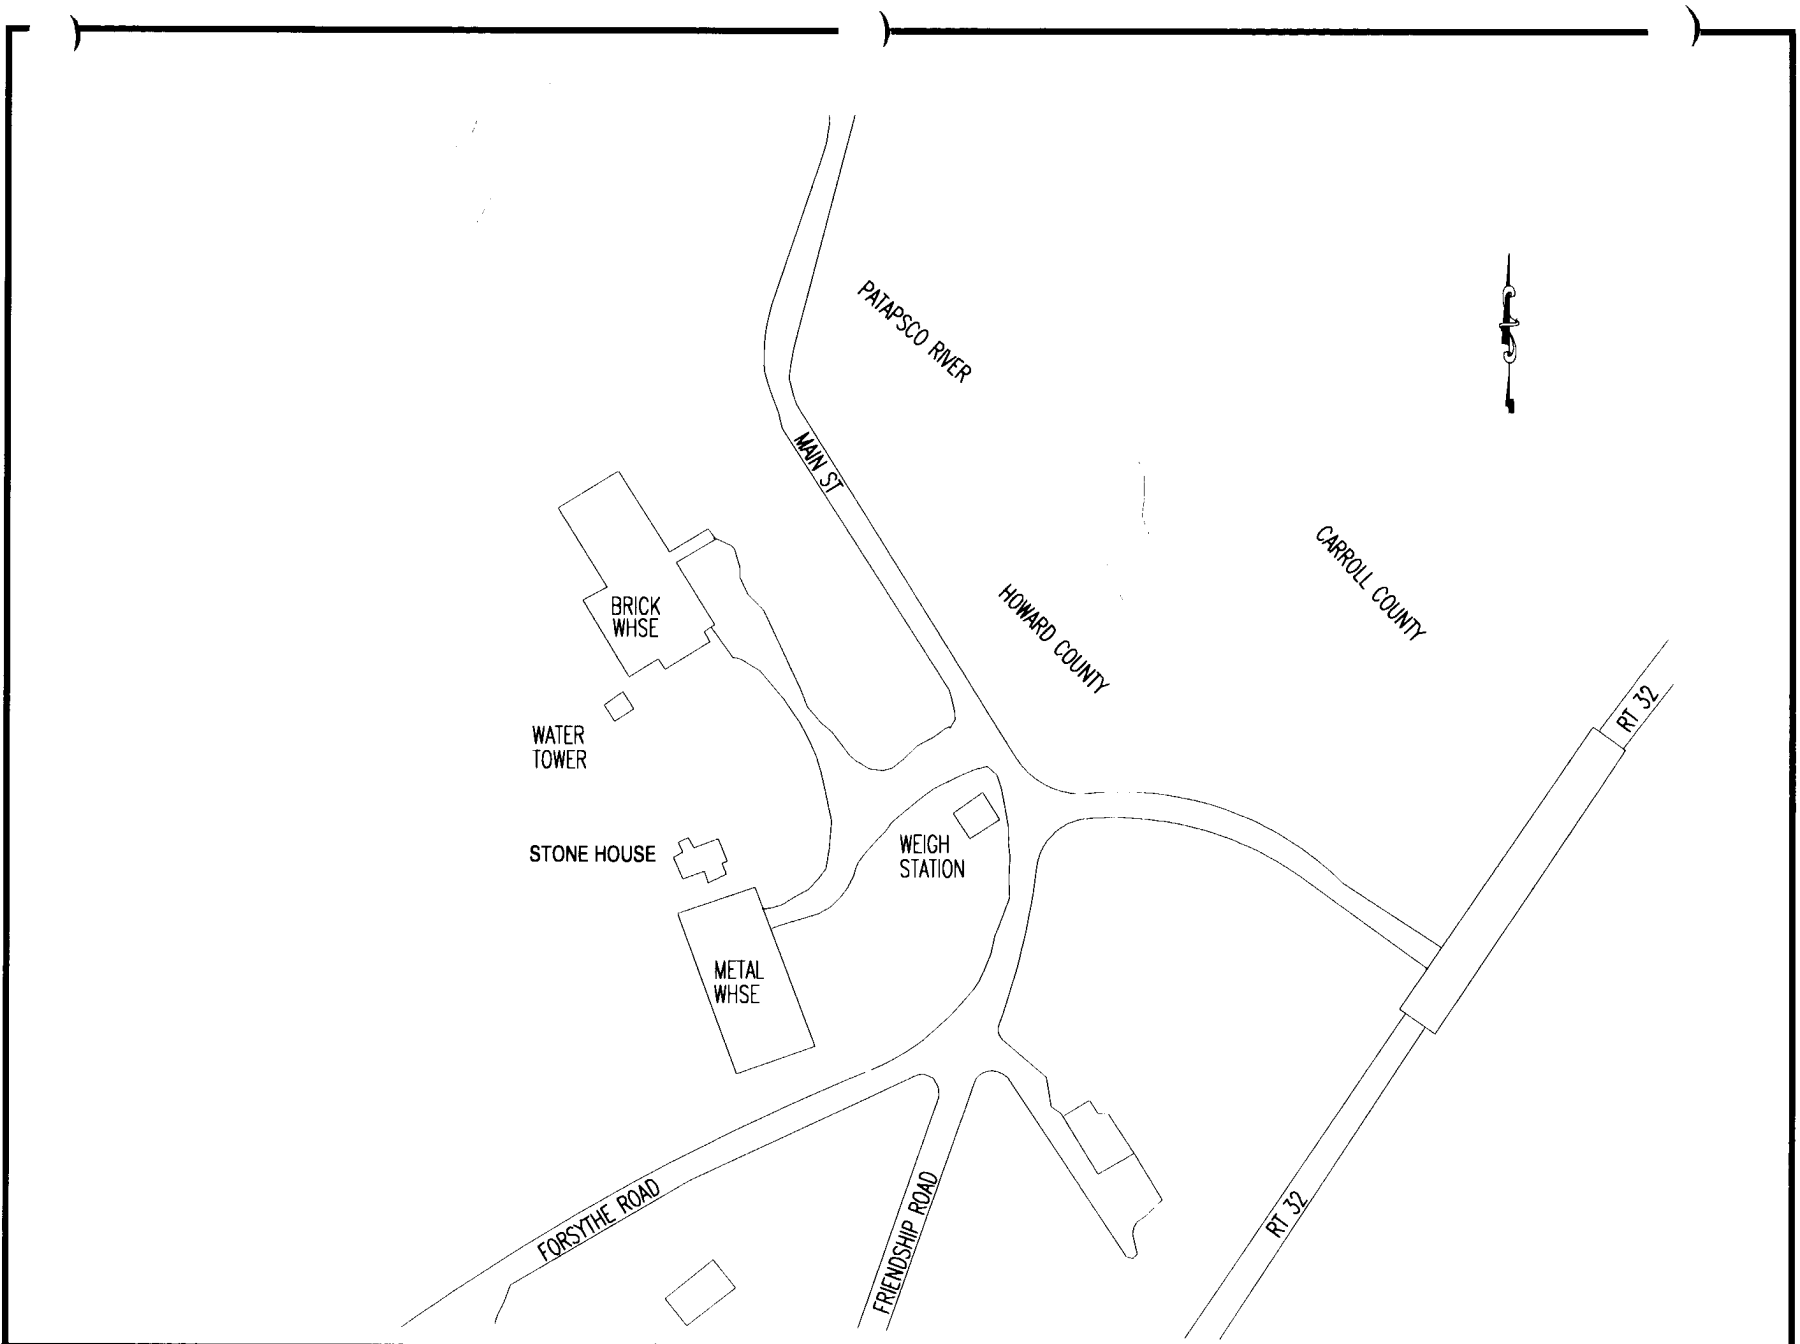 PATAPSCO RIVER
MAIN ST
CARROLL COUNTY
HOWARD COUNTY
BRICK
WHSE
RT 32
WATER
TOWER
WEIGH
STATION
STONE HOUSE
METAL
WHSE
FORSYTHE ROAD
FRIENDSHIP ROAD
RT 32